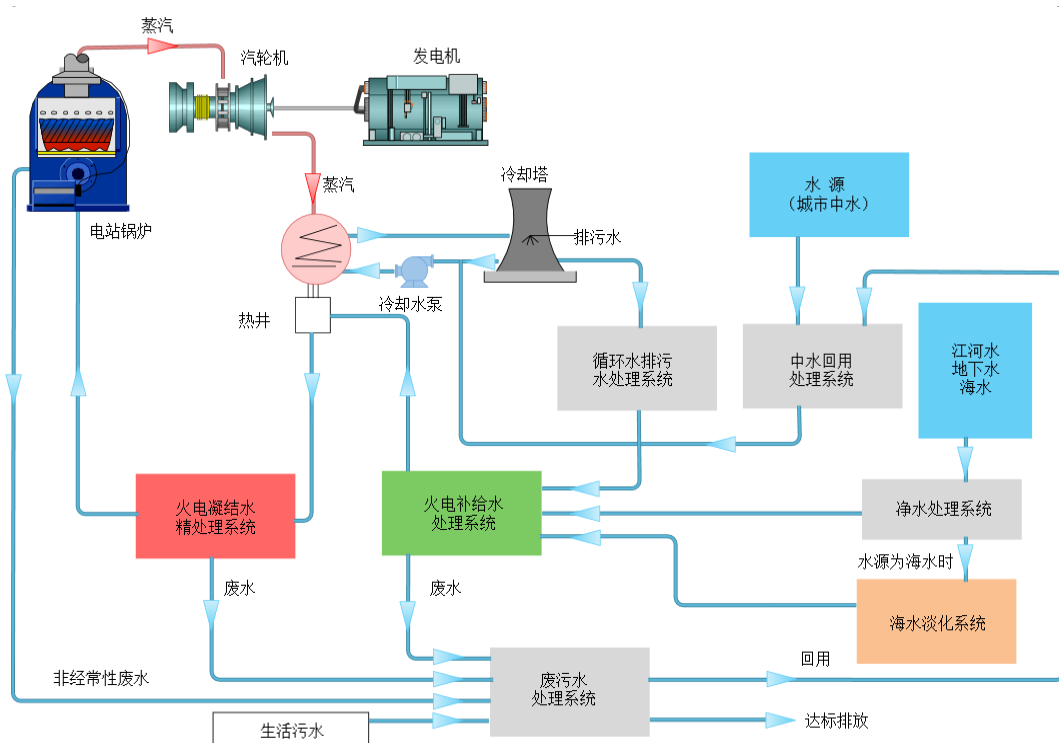 蒸汽
汽轮机
发电机
电站锅炉
蒸汽
冷却塔
排污水
水 源
（城市中水）
冷却水泵
热井
循环水排污
水处理系统
中水回用
处理系统
江河水
地下水
海水
火电凝结水
精处理系统
火电补给水
处理系统
净水处理系统
水源为海水时
海水淡化系统
废水
废水
非经常性废水
废污水
处理系统
回用
达标排放
生活污水